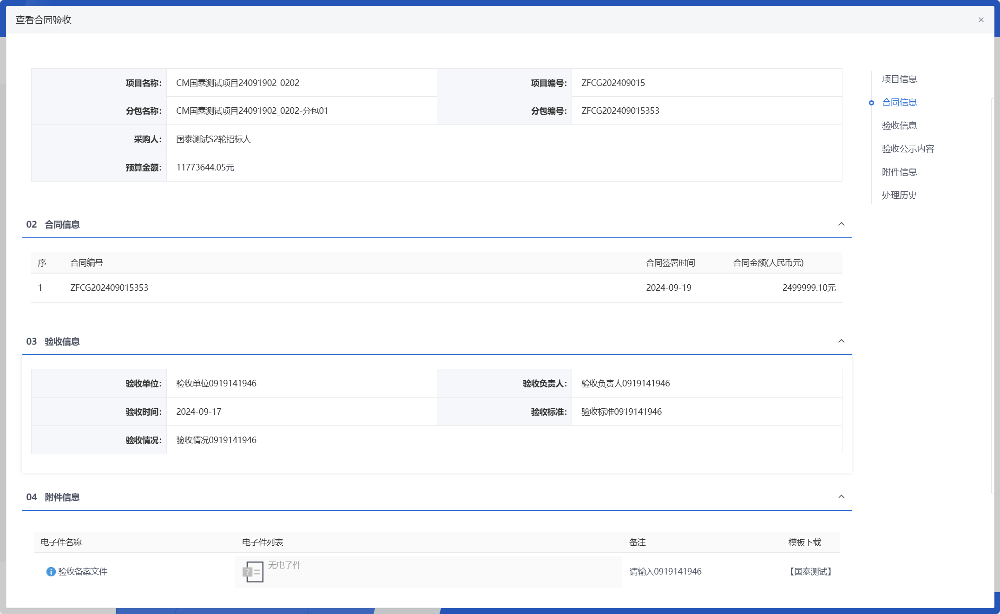 查看合同验收
项目名称： CM国泰测试项目24091902_0202 项目编号： ZFCG202409015
分包名称： CM国泰测试项目24091902_0202-分包01 分包编号： ZFCG202409015353
采购人： 国泰测试S2轮招标人
预算金额： 11773644.05元
项目信息
合同信息
验收信息
验收公示内容
附件信息
处理历史
02 合同信息
序 合同编号 合同签署时间 合同金额(人民币元)
1 ZFCG202409015353 2024-09-19 2499999.10元
03 验收信息
验收单位： 验收单位0919141946 验收负责人： 验收负责人0919141946
验收时间： 2024-09-17 验收标准： 验收标准0919141946
验收情况： 验收情况0919141946
04 附件信息
电子件名称 电子件列表 备注 模板下载
验收备案文件 无电子件 请输入0919141946 【国泰测试】